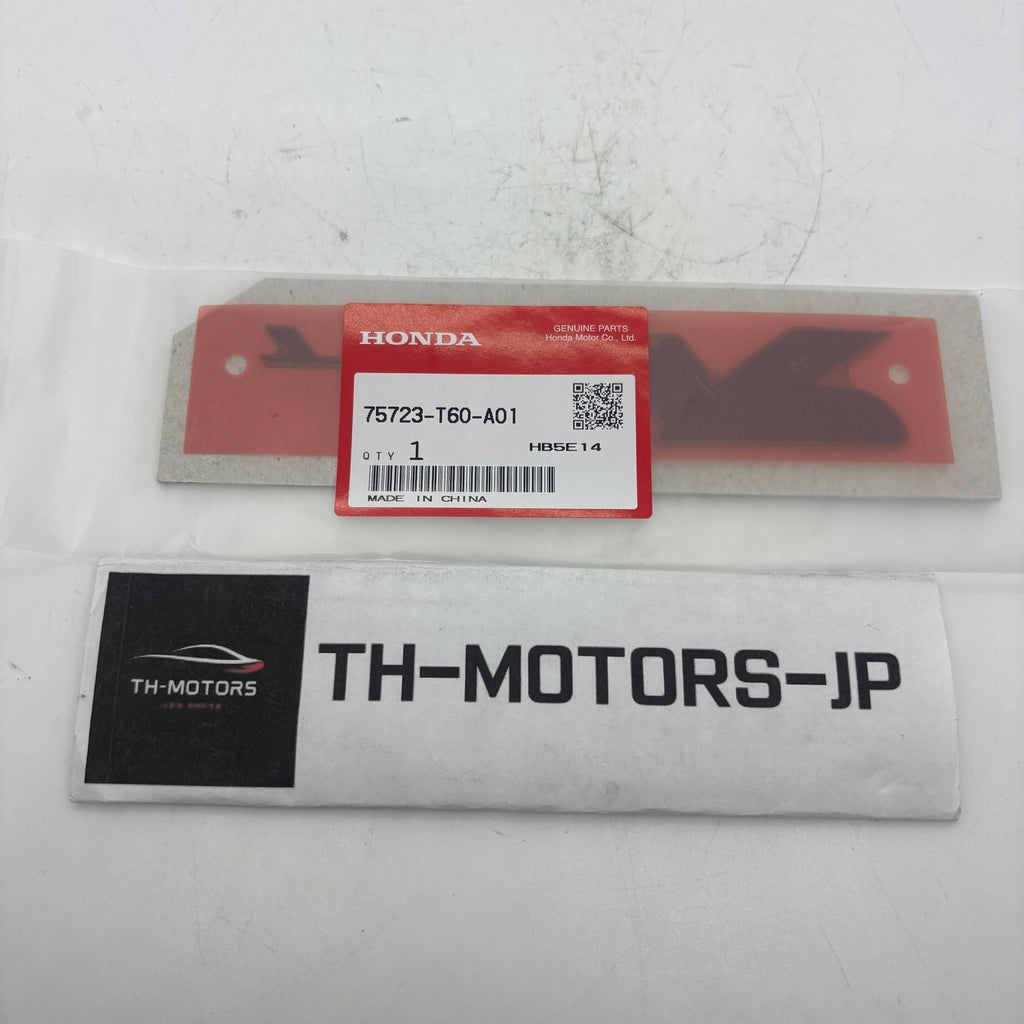 HONDA
GENUINE PARTS
Honda Motor Co., Ltd.
75723-T60-A01
QTY 1
HB5E14
MADE IN CHINA
TH-MOTORS
TH-MOTORS-JP